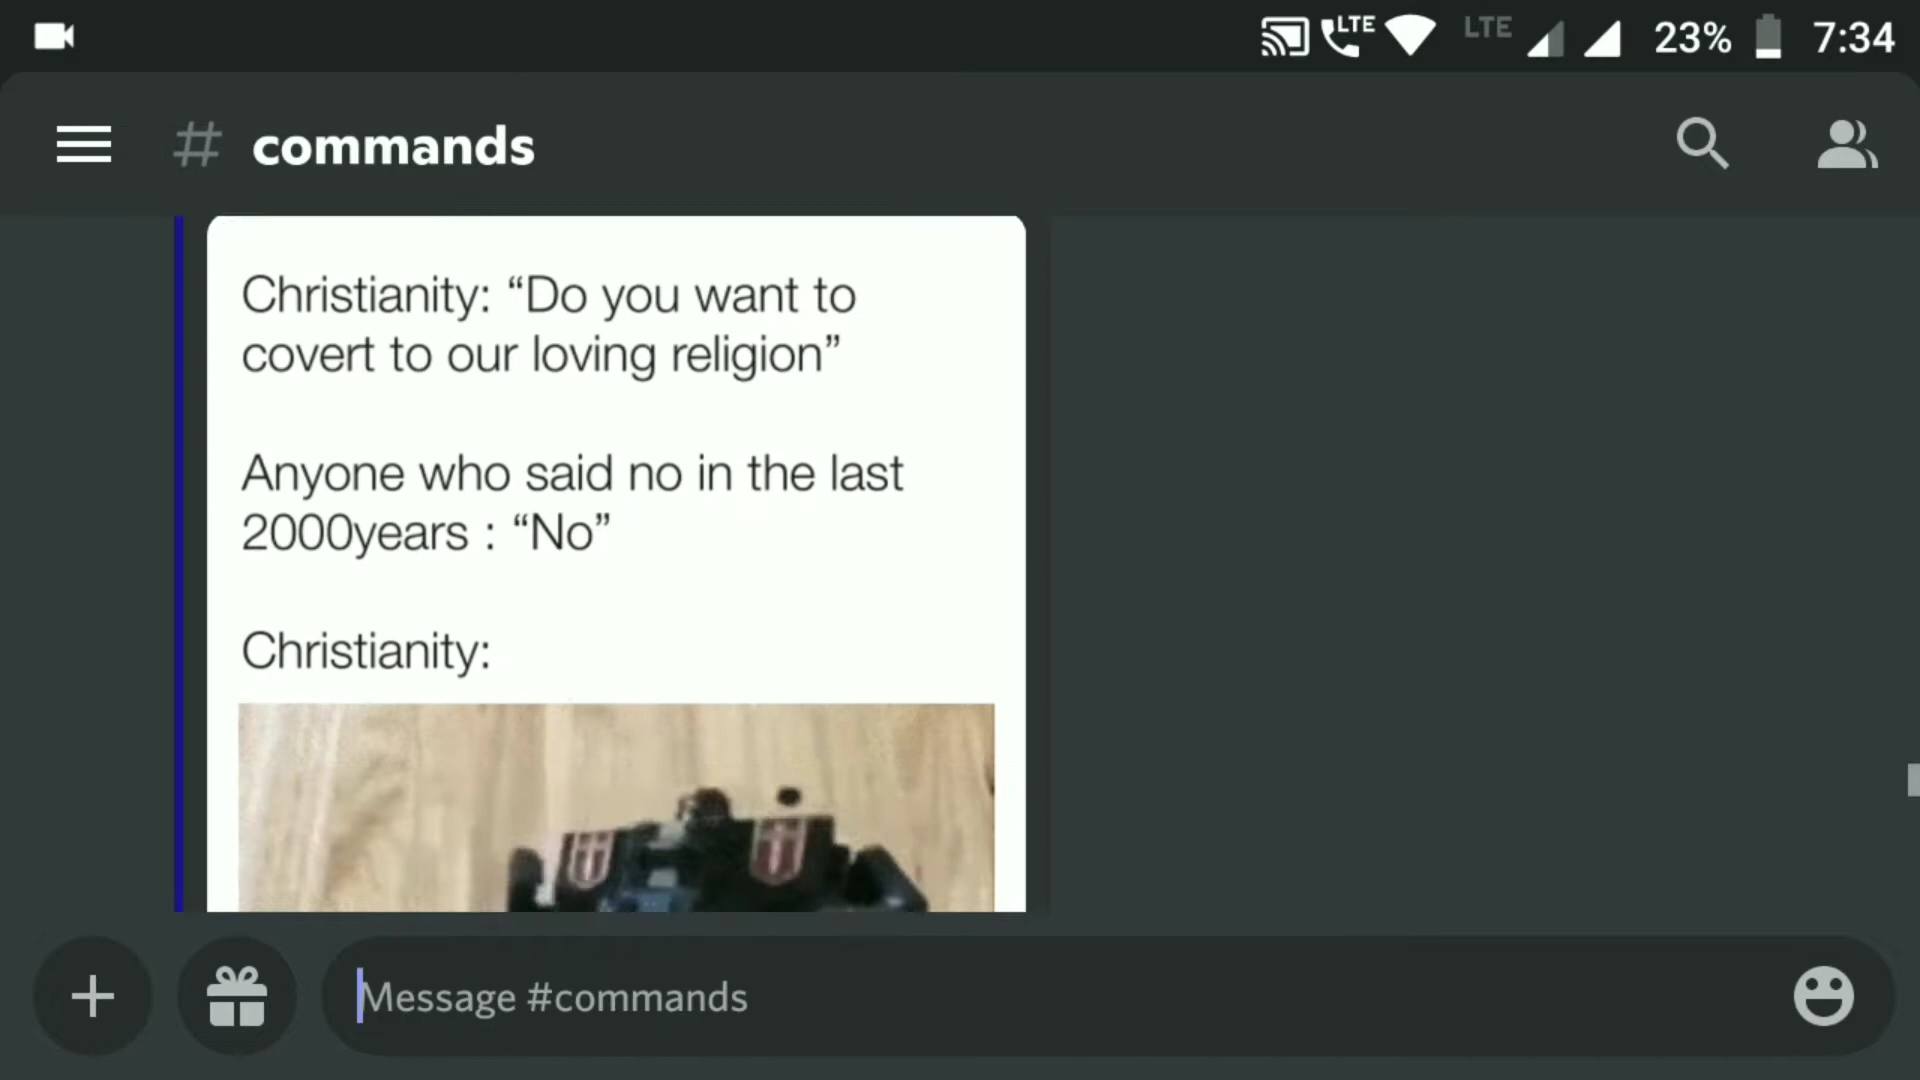 LTE LTE 23% 7:34
# commands
Christianity: “Do you want to
covert to our loving religion”
Anyone who said no in the last
2000years : “No”
Christianity:
Message #commands